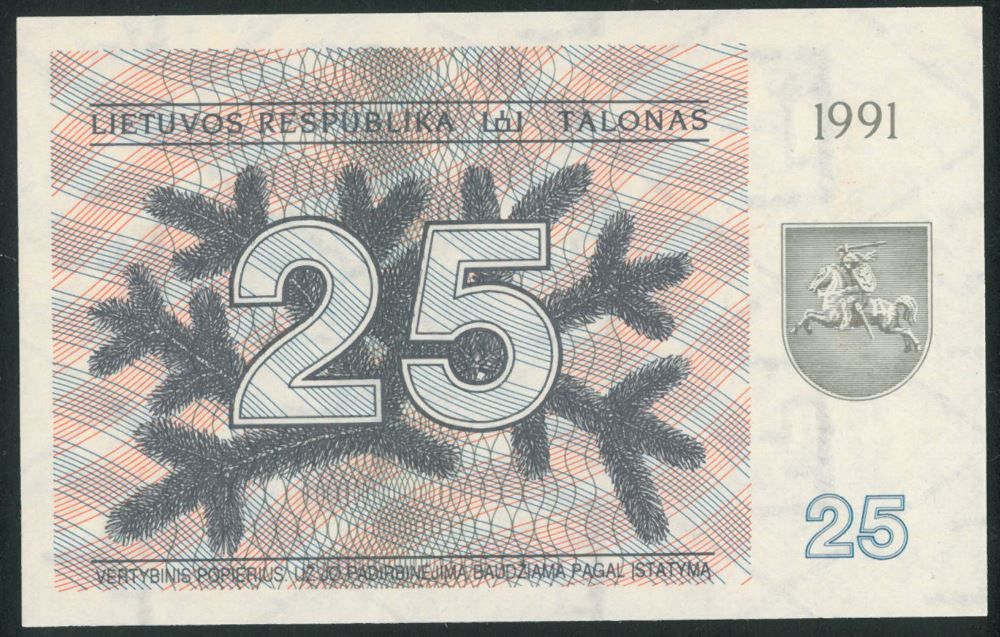 LIETUVOS RESPUBLIKA TALONAS
1991
25
VERTYBINIS POPIERIUS. UŽ JO PADIRBINĖJIMĄ BAUDŽIAMA PAGAL ĮSTATYMĄ
25